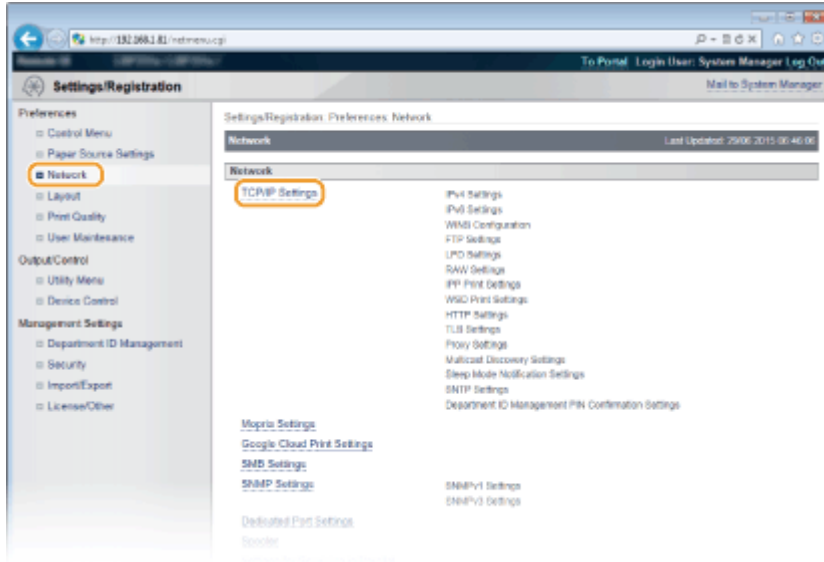 http://192.168.1.81/netmenu.cgi
To Portal Login User: System Manager Log Ou
Settings/Registration
Mail to System Manager
Preferences
Control Menu
Paper Source Settings
Network
Layout
Print Quality
User Maintenance
Output/Control
Utility Menu
Device Control
Management Settings
Department ID Management
Security
Import/Export
License/Other
Settings/Registration: Preferences: Network
Network
Last Updated: 29/06 2015 06:46:06
Network
TCP/IP Settings
IPv4 Settings
IPv6 Settings
WINS Configuration
FTP Settings
LPD Settings
RAW Settings
IPP Print Settings
WSD Print Settings
HTTP Settings
TLS Settings
Proxy Settings
Multicast Discovery Settings
Sleep Mode Notification Settings
SNTP Settings
Department ID Management PIN Confirmation Settings
Mopria Settings
Google Cloud Print Settings
SMB Settings
SNMP Settings
SNMPv1 Settings
SNMPv3 Settings
Dedicated Port Settings
Spooler